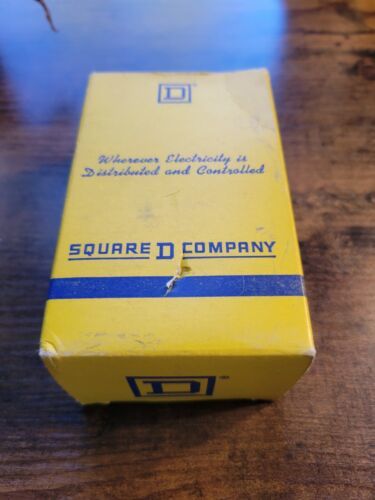 D
Wherever Electricity is
Distributed and Controlled
SQUARE D COMPANY
D®